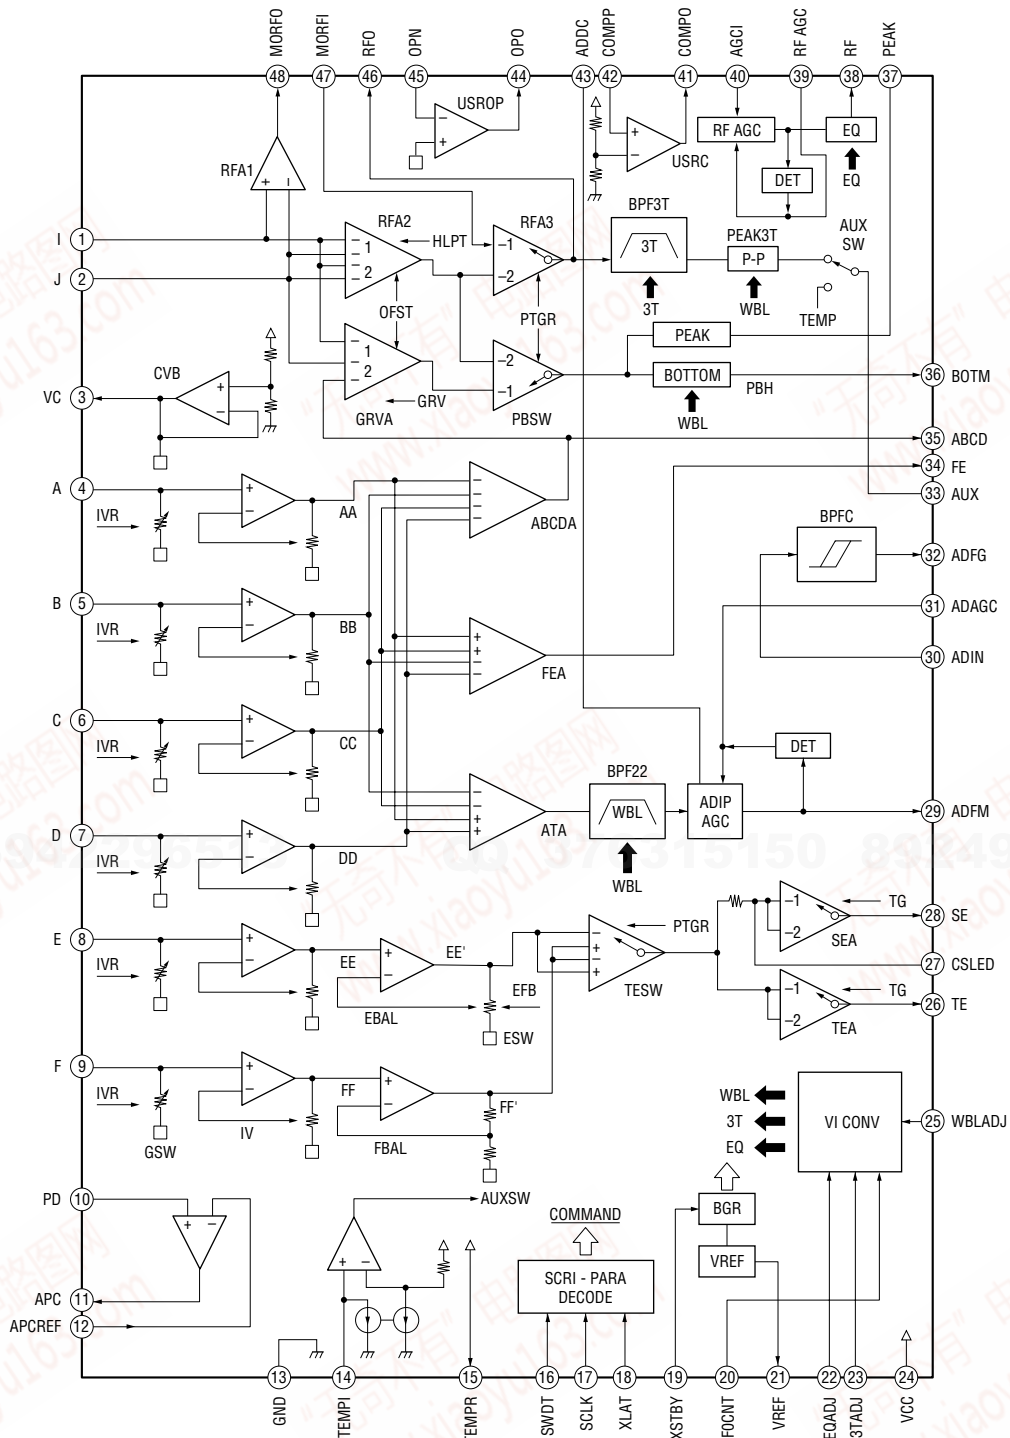 MORFO
MORFI
RFO
OPN
OPO
ADDC
COMPP
COMPO
AGCI
RF AGC
RF
PEAK
48
47
46
45
44
43
42
41
40
39
38
37
USROP
−
+
+
−
USRC
RF AGC
EQ
DET
EQ
RFA1
+ −
RFA2
HLPT
RFA3
BPF3T
3T
3T
PEAK3T
P-P
WBL
AUX
SW
TEMP
I 1
J 2
− 1
−
− 2
−
−1
−2
OFST
PTGR
− 1
− 2
−
GRV
GRVA
−2
−1
PBSW
PEAK
BOTTOM
PBH
WBL
CVB
+
−
VC 3
36 BOTM
35 ABCD
34 FE
33 AUX
A 4
IVR
+
−
AA
−
−
−
−
ABCDA
BPFC
32 ADFG
31 ADAGC
30 ADIN
B 5
IVR
+
−
BB
+
+
−
−
FEA
C 6
IVR
+
−
CC
DET
BPF22
WBL
WBL
ADIP
AGC
29 ADFM
−
−
+
+
ATA
D 7
IVR
+
−
DD
E 8
IVR
+
−
EE
+
−
EE'
EBAL
EFB
ESW
−
+
−
+
PTGR
TESW
−1
−2
TG
SEA
28 SE
27 CSLED
−1
−2
TG
TEA
26 TE
F 9
IVR
GSW
+
−
IV
FF
+
−
FBAL
FF'
WBL
3T
EQ
VI CONV
25 WBLADJ
PD 10
+ −
APC 11
APCREF 12
AUXSW
+ −
COMMAND
SCRI - PARA
DECODE
BGR
VREF
13
14
15
16
17
18
19
20
21
22
23
24
GND
TEMPI
TEMPR
SWDT
SCLK
XLAT
XSTBY
F0CNT
VREF
EQADJ
3TADJ
VCC